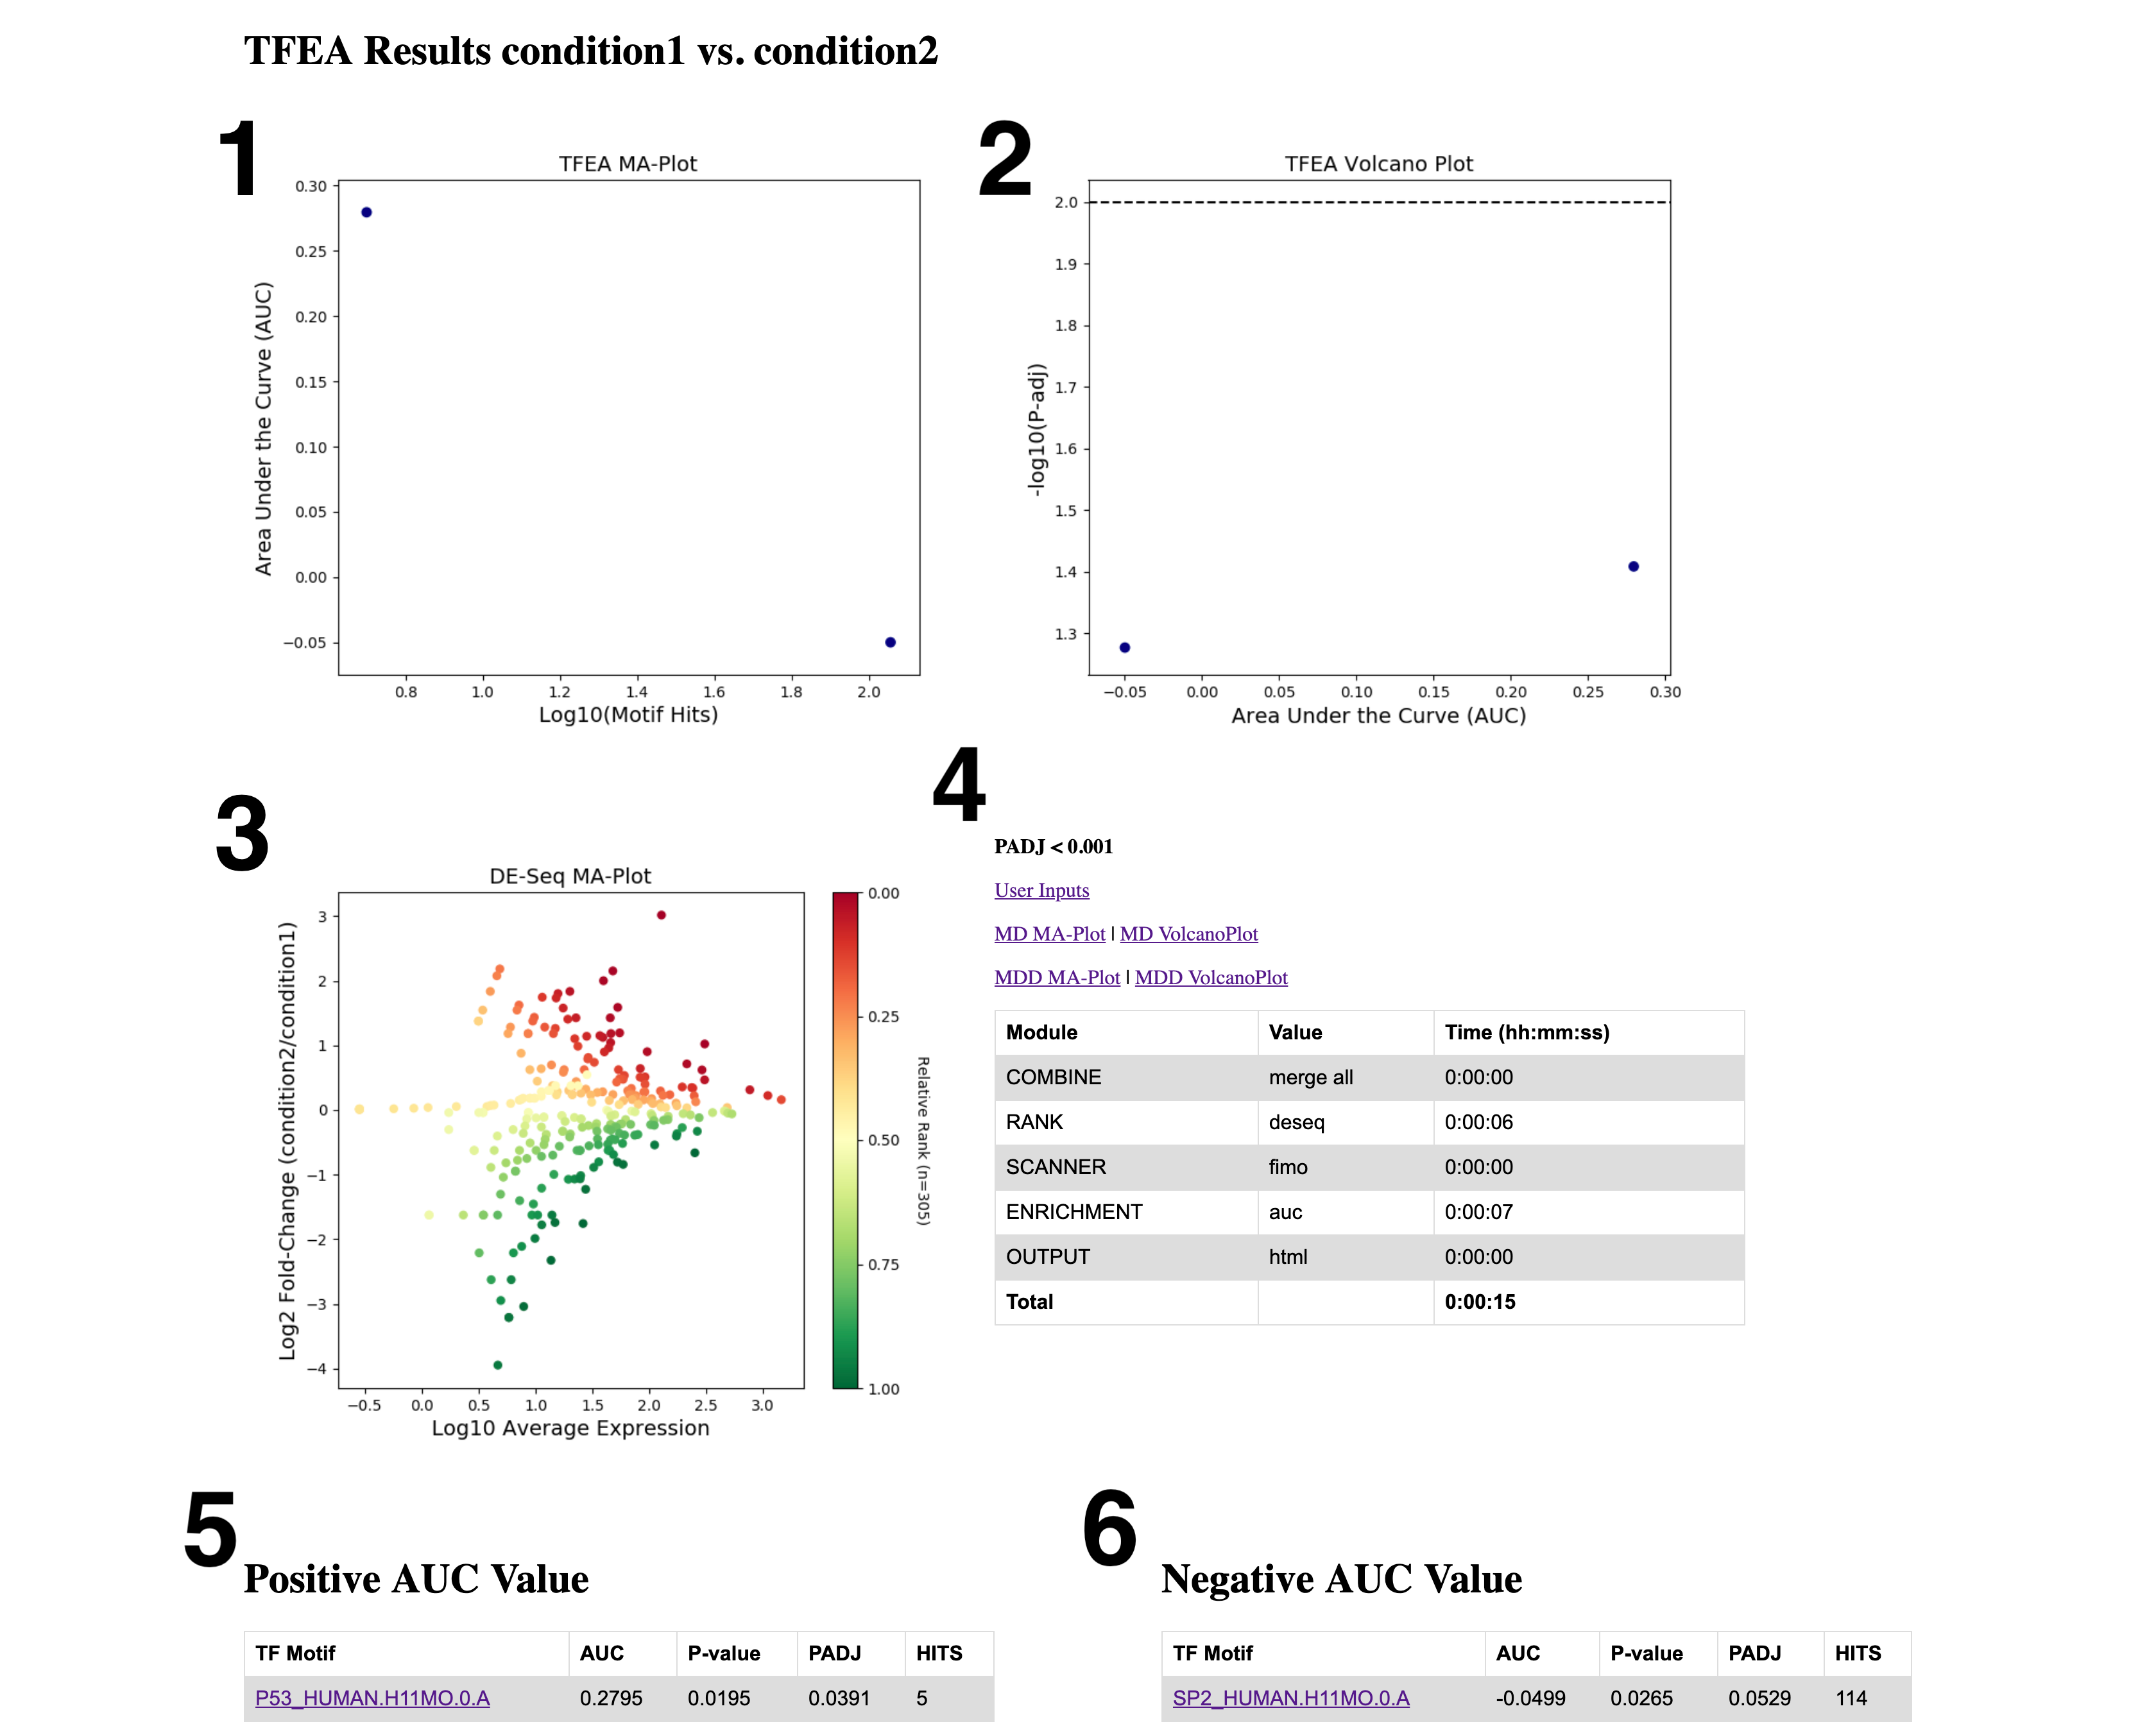 TFEA Results condition1 vs. condition2
1
TFEA MA-Plot
0.30
0.25
0.20
0.15
0.10
0.05
0.00
−0.05
Area Under the Curve (AUC)
0.8 1.0 1.2 1.4 1.6 1.8 2.0
Log10(Motif Hits)
2
TFEA Volcano Plot
2.0
1.9
1.8
1.7
1.6
1.5
1.4
1.3
-log10(P-adj)
−0.05 0.00 0.05 0.10 0.15 0.20 0.25 0.30
Area Under the Curve (AUC)
3
DE-Seq MA-Plot
3
2
1
0
−1
−2
−3
−4
Log2 Fold-Change (condition2/condition1)
−0.5 0.0 0.5 1.0 1.5 2.0 2.5 3.0
Log10 Average Expression
0.00
0.25
0.50
0.75
1.00
Relative Rank (n=305)
4
PADJ < 0.001
User Inputs
MD MA-Plot | MD VolcanoPlot
MDD MA-Plot | MDD VolcanoPlot
Module Value Time (hh:mm:ss)
COMBINE merge all 0:00:00
RANK deseq 0:00:06
SCANNER fimo 0:00:00
ENRICHMENT auc 0:00:07
OUTPUT html 0:00:00
Total 0:00:15
5
Positive AUC Value
TF Motif AUC P-value PADJ HITS
P53_HUMAN.H11MO.0.A 0.2795 0.0195 0.0391 5
6
Negative AUC Value
TF Motif AUC P-value PADJ HITS
SP2_HUMAN.H11MO.0.A -0.0499 0.0265 0.0529 114